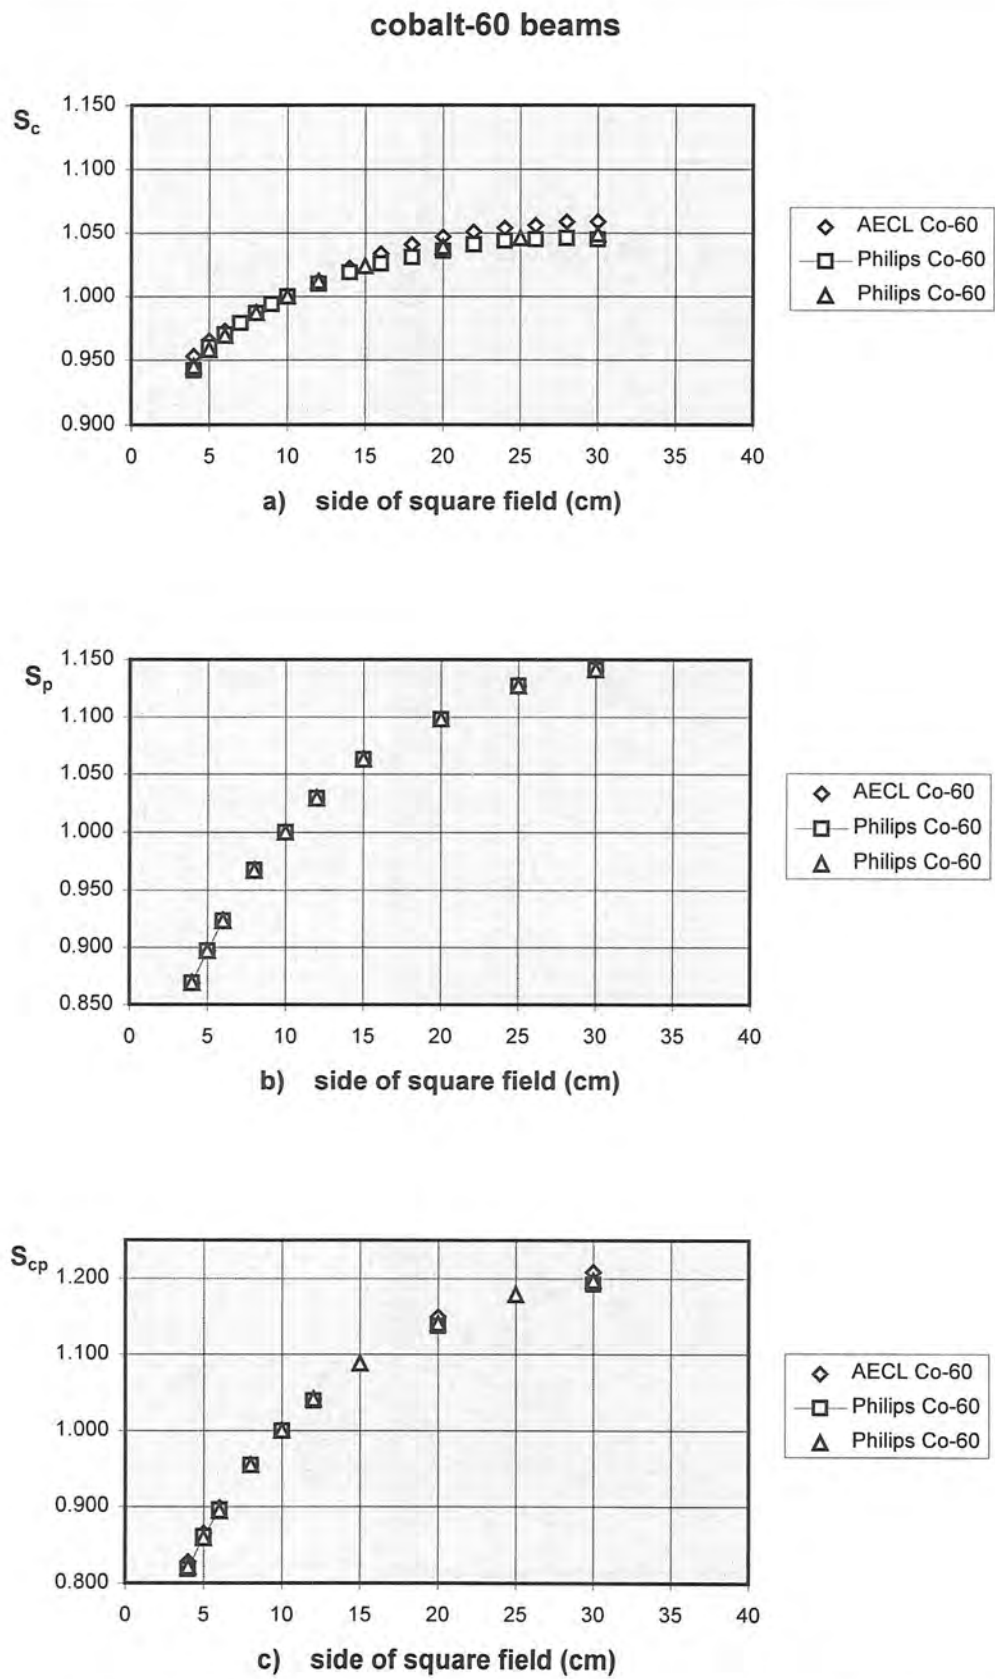 cobalt-60 beams
Sc
1.150
1.100
1.050
1.000
0.950
0.900
0 5 10 15 20 25 30 35 40
a) side of square field (cm)
AECL Co-60
Philips Co-60
Philips Co-60
Sp
1.150
1.100
1.050
1.000
0.950
0.900
0.850
0 5 10 15 20 25 30 35 40
b) side of square field (cm)
AECL Co-60
Philips Co-60
Philips Co-60
Scp
1.200
1.100
1.000
0.900
0.800
0 5 10 15 20 25 30 35 40
c) side of square field (cm)
AECL Co-60
Philips Co-60
Philips Co-60